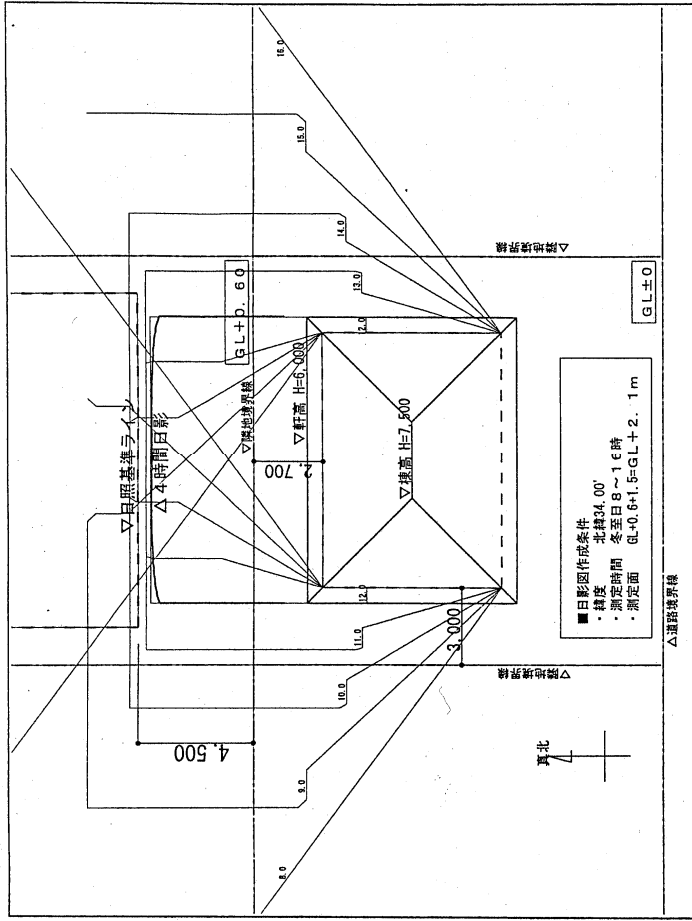 16.0
15.0
△隣地境界線
14.0
13.0
GL+0. 60
GL±0
12.0
▽日照基準ライン
△4時間日影
▽隣地境界線
▽軒高 H=6,000
2,700
▽棟高 H=7,500
12.0
■日影図作成条件
・緯度 北緯34.00'
・測定時間 冬至日8～16時
・測定面 GL+0.6+1.5=GL+2. 1m
11.0
3,000
△道路境界線
10.0
▽隣地境界線
4,500
9.0
真北
8.0